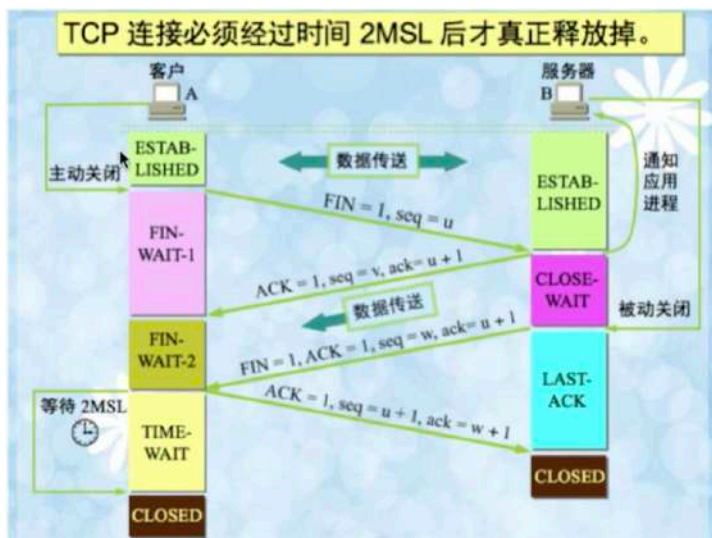 TCP 连接必须经过时间 2MSL 后才真正释放掉。
客户
A
服务器
B
ESTAB-
LISHED
主动关闭
数据传送
ESTAB-
LISHED
通知
应用
进程
FIN = 1, seq = u
FIN-
WAIT-1
ACK = 1, seq = v, ack= u + 1
CLOSE-
WAIT
数据传送
被动关闭
FIN-
WAIT-2
FIN = 1, ACK = 1, seq = w, ack= u + 1
LAST-
ACK
等待 2MSL
ACK = 1, seq = u + 1, ack = w + 1
TIME-
WAIT
CLOSED
CLOSED